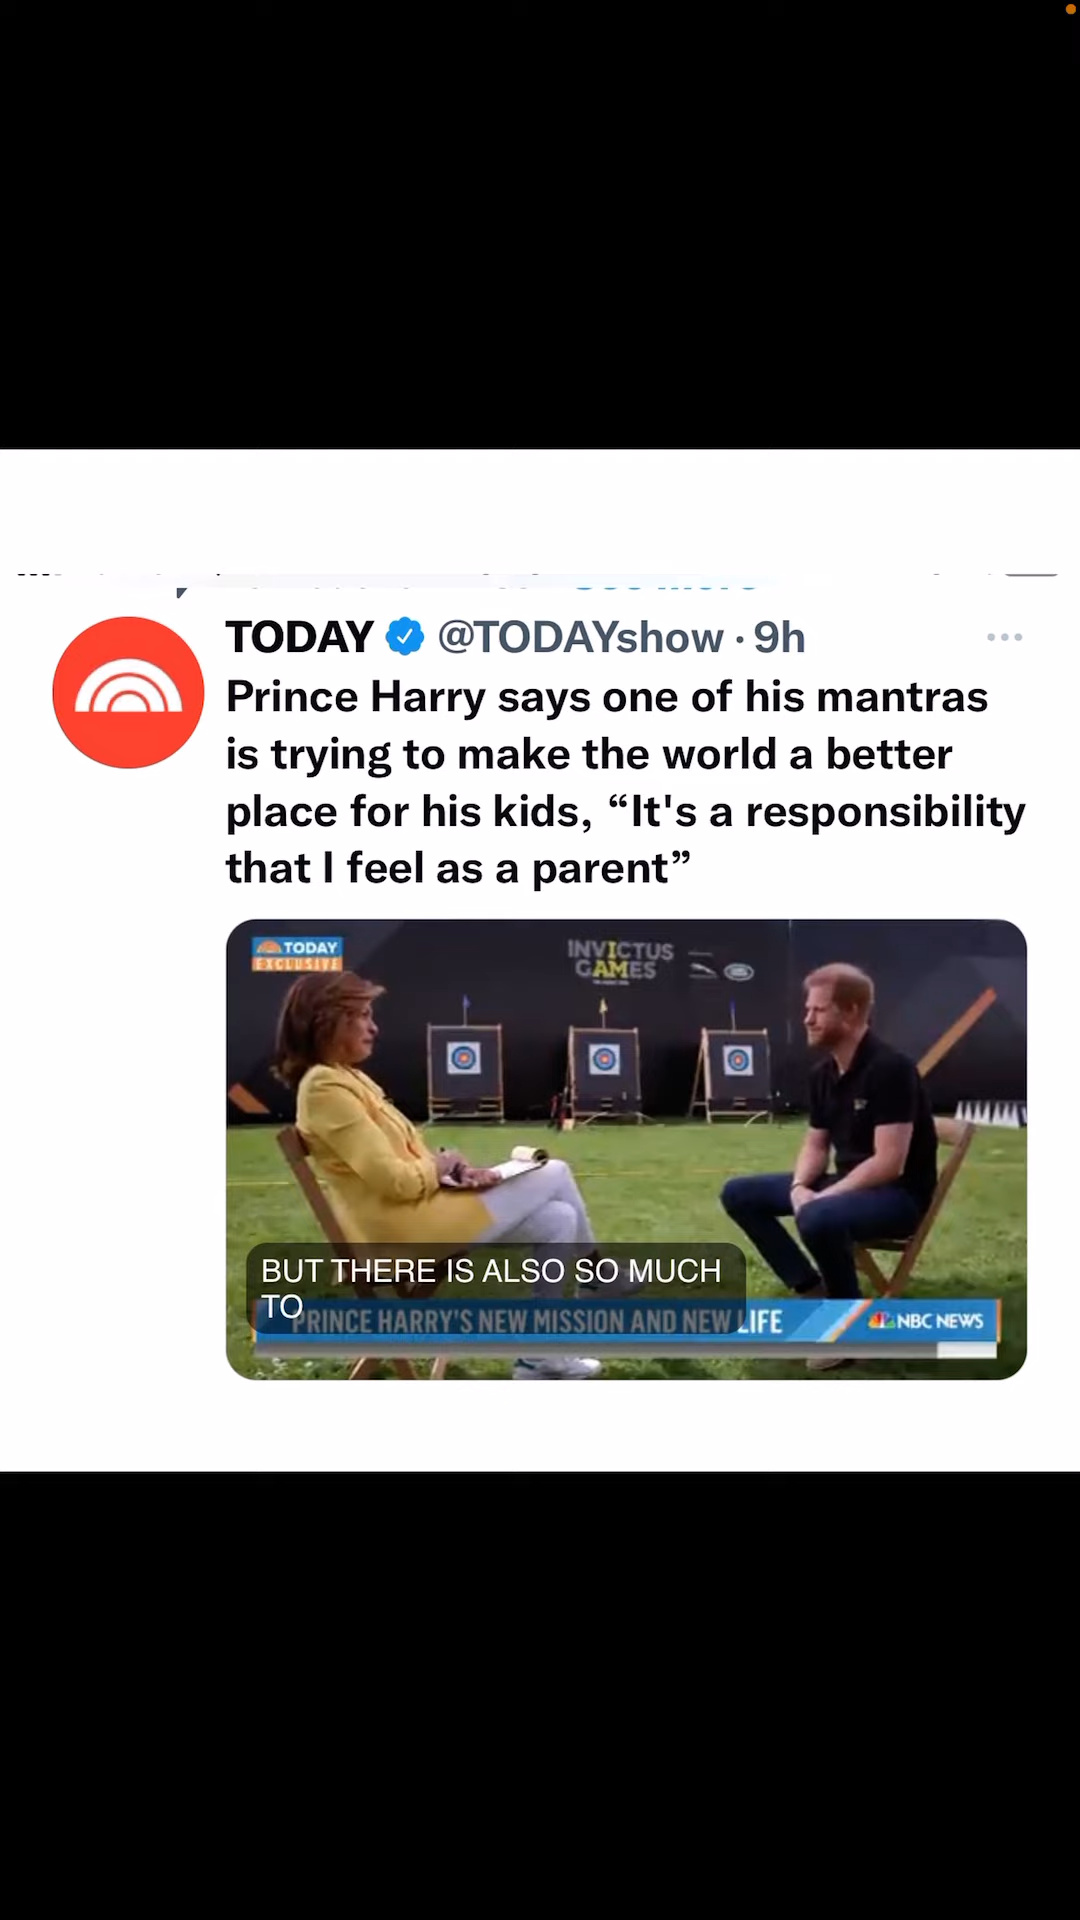 TODAY @TODAYshow · 9h
Prince Harry says one of his mantras
is trying to make the world a better
place for his kids, “It's a responsibility
that I feel as a parent”
TODAY
EXCLUSIVE
INVICTUS
GAMES
BUT THERE IS ALSO SO MUCH
TO
PRINCE HARRY'S NEW MISSION AND NEW LIFE
NBC NEWS